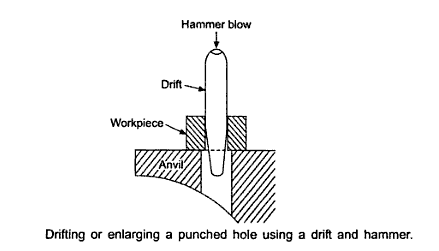 Hammer blow
Drift
Workpiece
Anvil
Drifting or enlarging a punched hole using a drift and hammer.